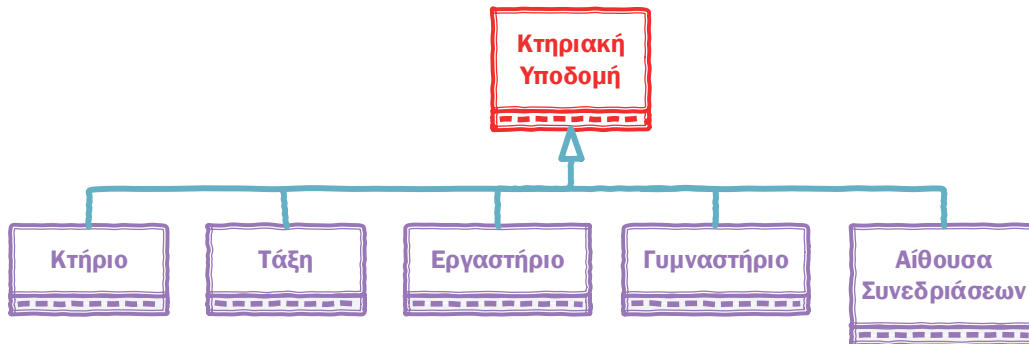 Κτηριακή
Υποδομή
Κτήριο
Τάξη
Εργαστήριο
Γυμναστήριο
Αίθουσα
Συνεδριάσεων